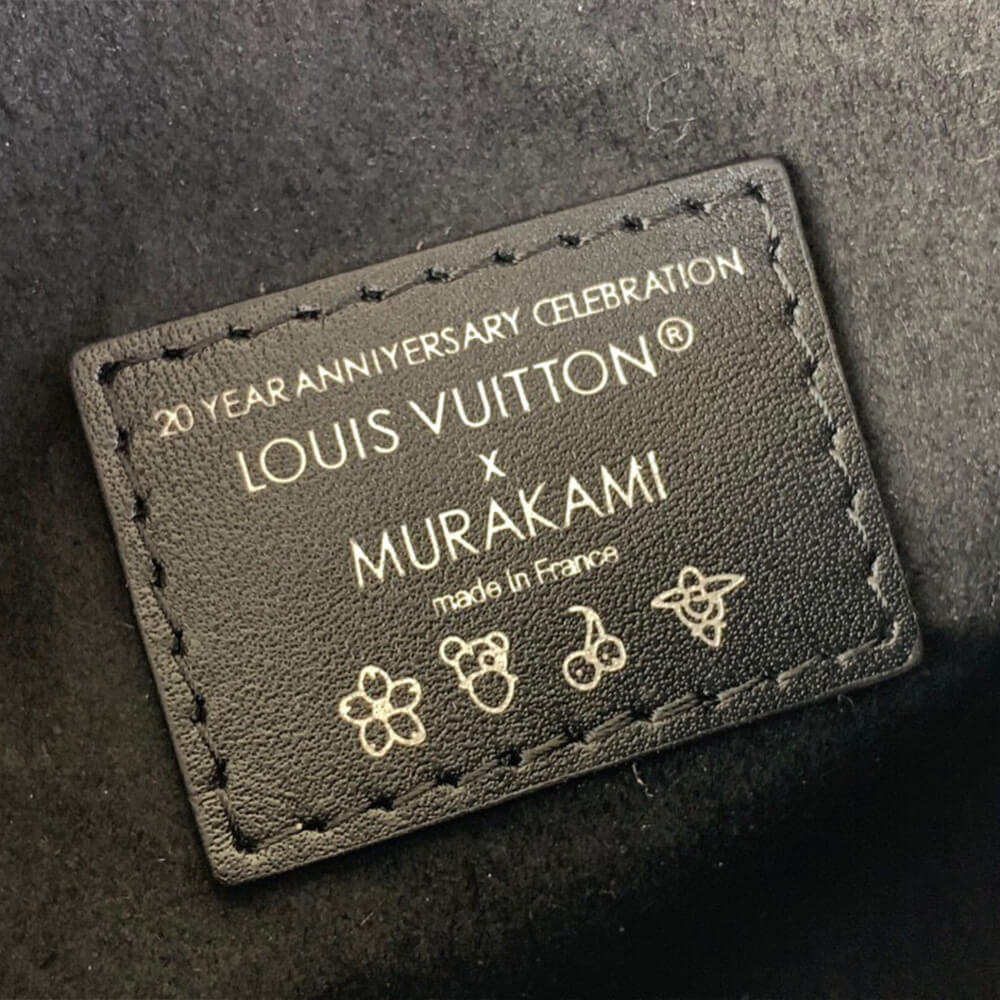 20 YEAR ANNIYERSARY CELEBRATION
LOUIS VUITTON®
x
MURAKAMI
made In France